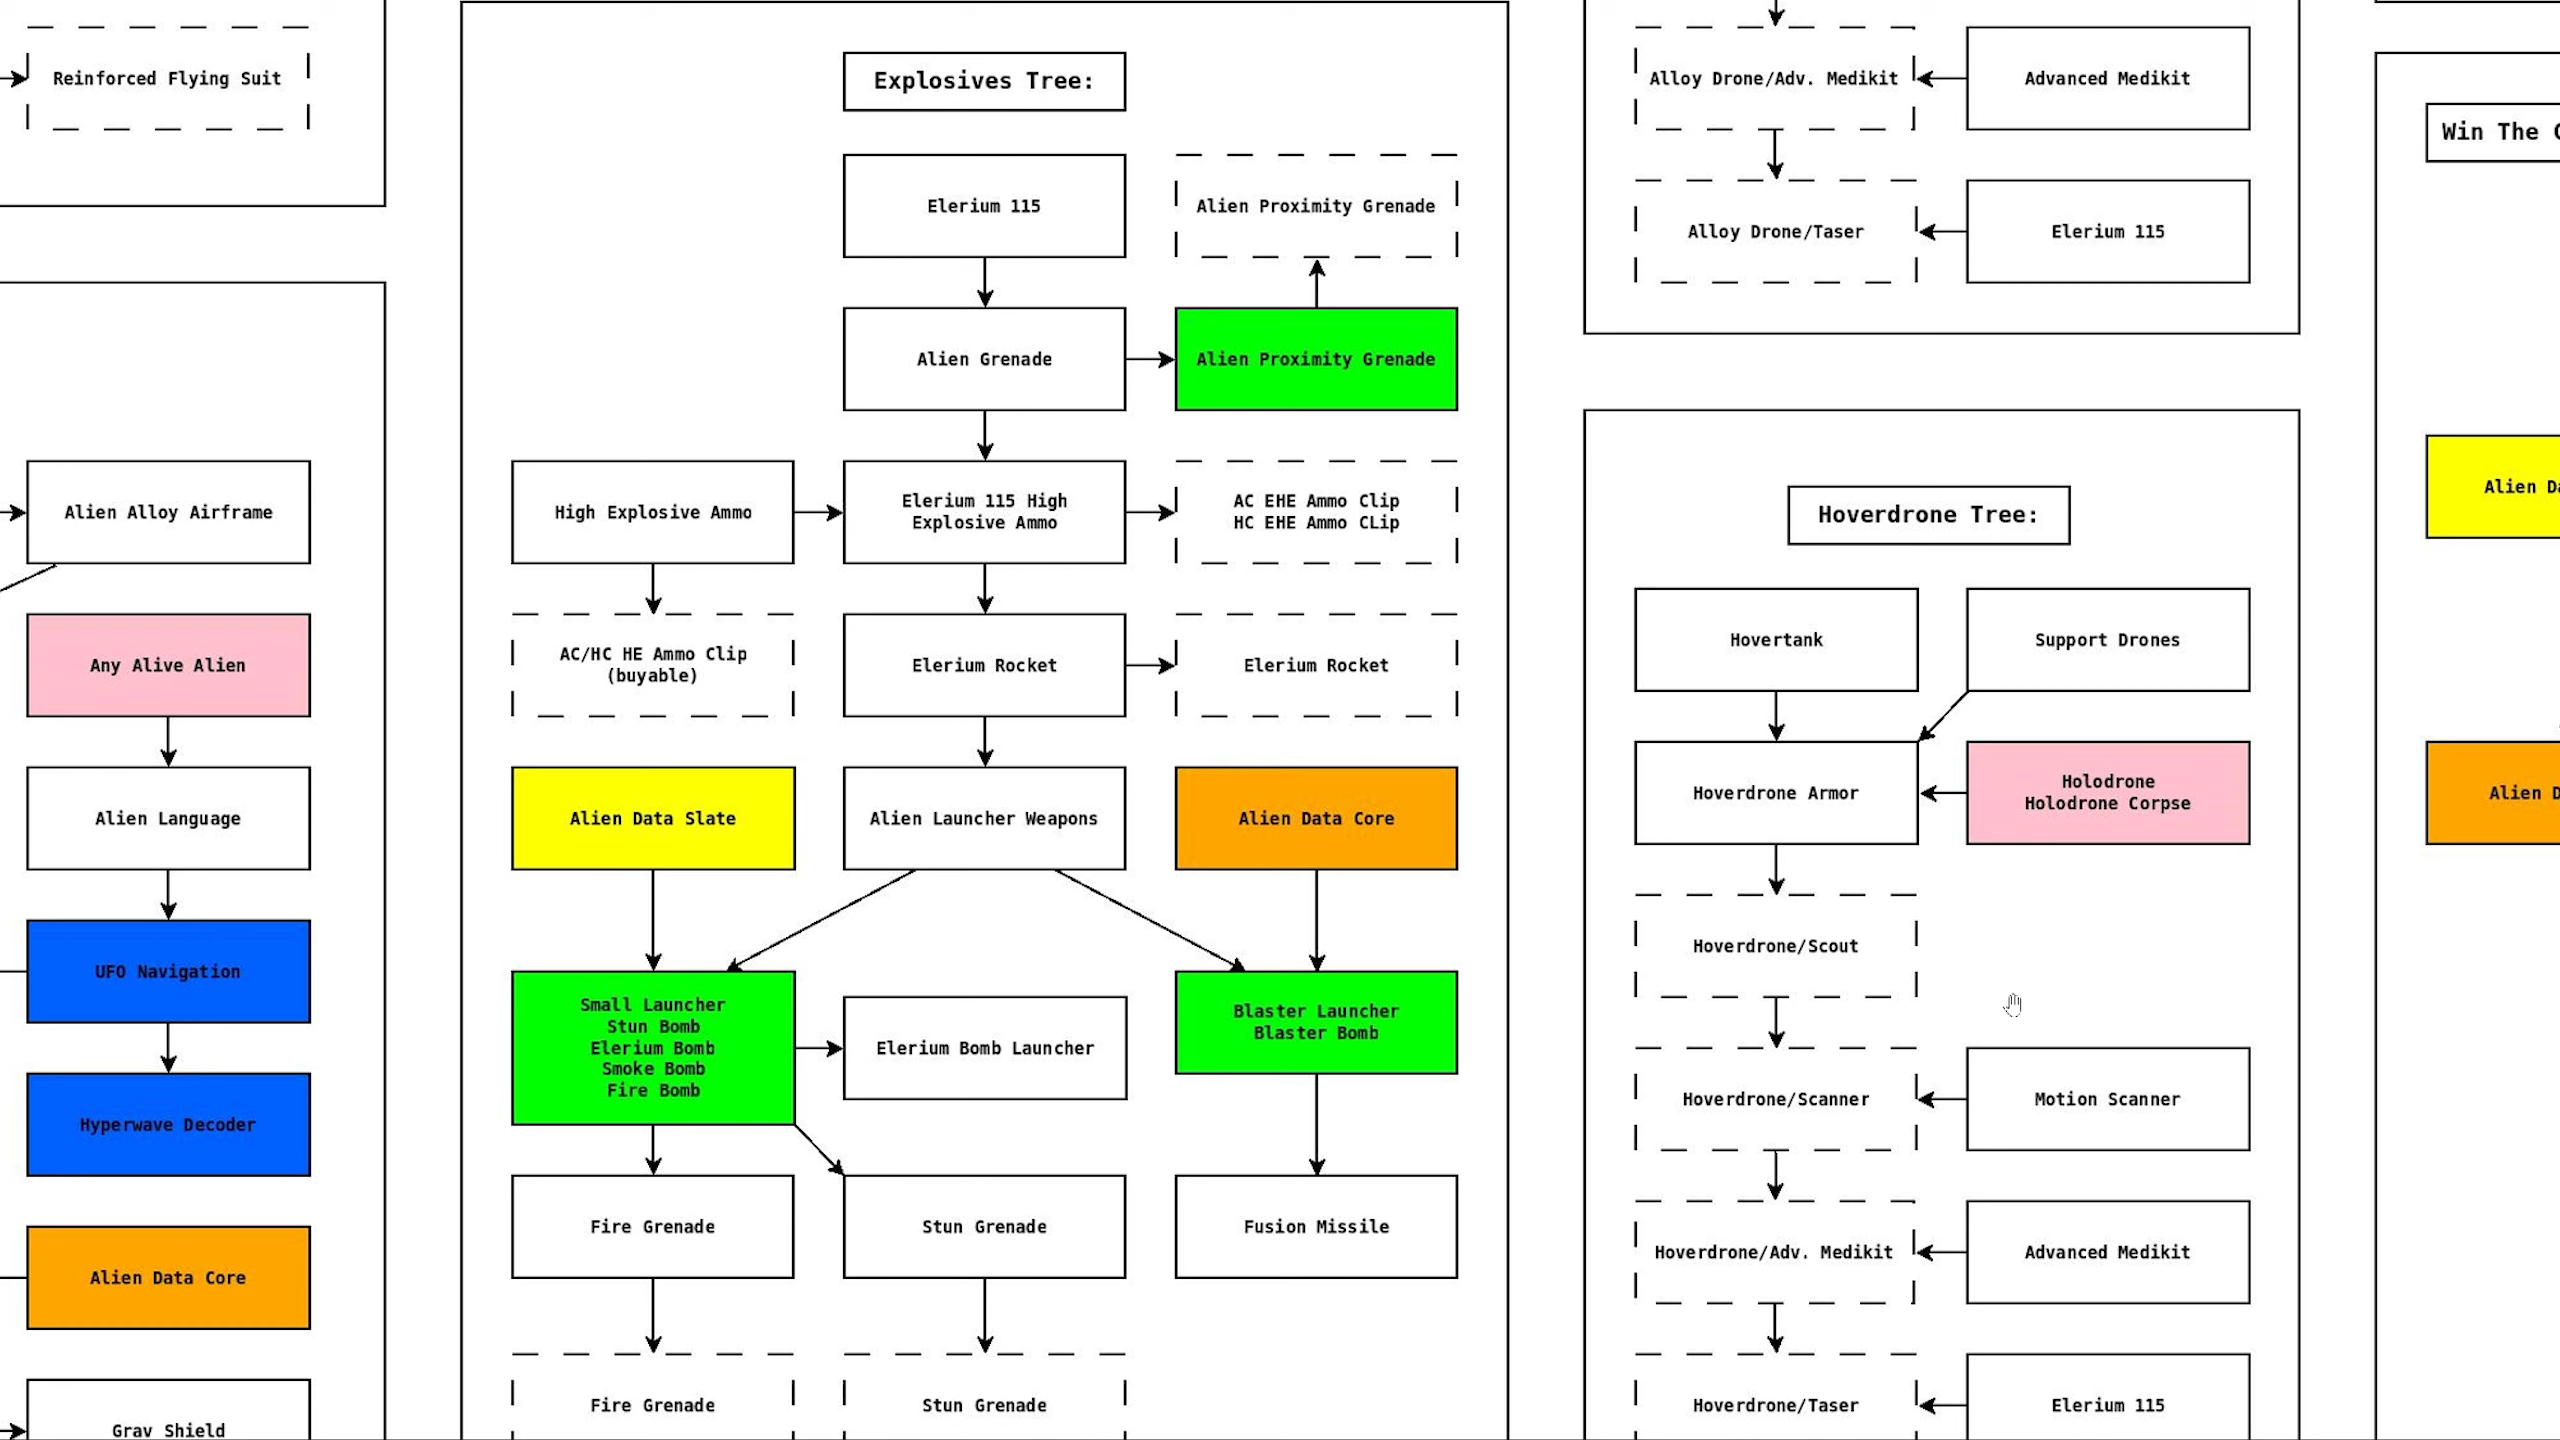 Reinforced Flying Suit
Alien Alloy Airframe
Any Alive Alien
Alien Language
UFO Navigation
Hyperwave Decoder
Alien Data Core
Grav Shield
Explosives Tree:
Elerium 115
Alien Proximity Grenade
Alien Grenade
Alien Proximity Grenade
High Explosive Ammo
Elerium 115 High
Explosive Ammo
AC EHE Ammo Clip
HC EHE Ammo CLip
AC/HC HE Ammo Clip
(buyable)
Elerium Rocket
Elerium Rocket
Alien Data Slate
Alien Launcher Weapons
Alien Data Core
Small Launcher
Stun Bomb
Elerium Bomb
Smoke Bomb
Fire Bomb
Elerium Bomb Launcher
Blaster Launcher
Blaster Bomb
Fire Grenade
Stun Grenade
Fusion Missile
Fire Grenade
Stun Grenade
Alloy Drone/Adv. Medikit
Advanced Medikit
Alloy Drone/Taser
Elerium 115
Hoverdrone Tree:
Hovertank
Support Drones
Hoverdrone Armor
Holodrone
Holodrone Corpse
Hoverdrone/Scout
Hoverdrone/Scanner
Motion Scanner
Hoverdrone/Adv. Medikit
Advanced Medikit
Hoverdrone/Taser
Elerium 115
Win The
Alien
Alien